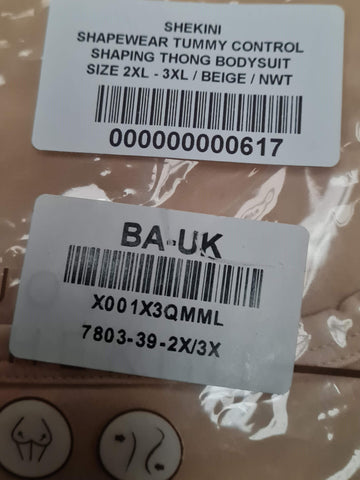 SHEKINI
SHAPEWEAR TUMMY CONTROL
SHAPING THONG BODYSUIT
SIZE 2XL - 3XL / BEIGE / NWT
000000000617
BA-UK
X001X3QMML
7803-39-2X/3X